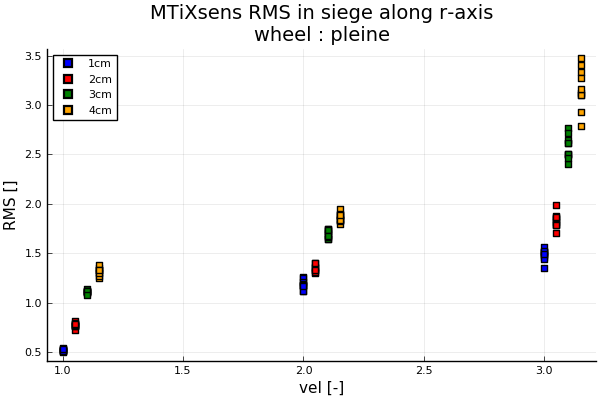 MTiXsens RMS in siege along r-axis
wheel : pleine
RMS []
3.5
3.0
2.5
2.0
1.5
1.0
0.5
1cm
2cm
3cm
4cm
1.0
1.5
2.0
2.5
3.0
vel [-]